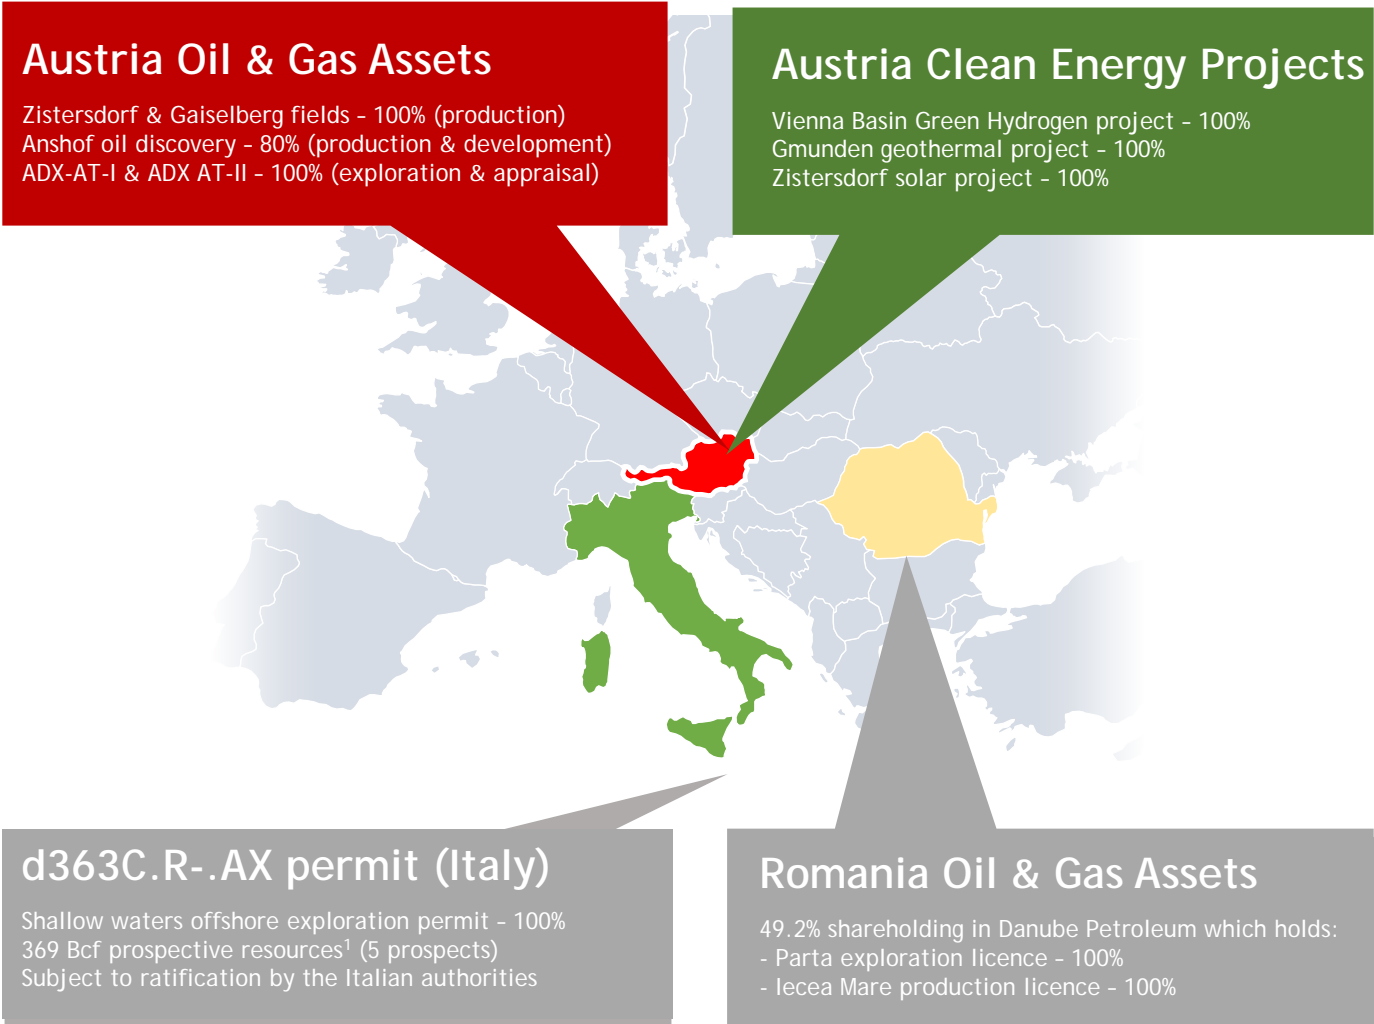 Austria Oil & Gas Assets
Zistersdorf & Gaiselberg fields – 100% (production)
Anshof oil discovery – 80% (production & development)
ADX-AT-I & ADX AT-II – 100% (exploration & appraisal)
Austria Clean Energy Projects
Vienna Basin Green Hydrogen project – 100%
Gmunden geothermal project – 100%
Zistersdorf solar project – 100%
d363C.R-.AX permit (Italy)
Shallow waters offshore exploration permit – 100%
369 Bcf prospective resources¹ (5 prospects)
Subject to ratification by the Italian authorities
Romania Oil & Gas Assets
49.2% shareholding in Danube Petroleum which holds:
- Parta exploration licence – 100%
- Iecea Mare production licence – 100%